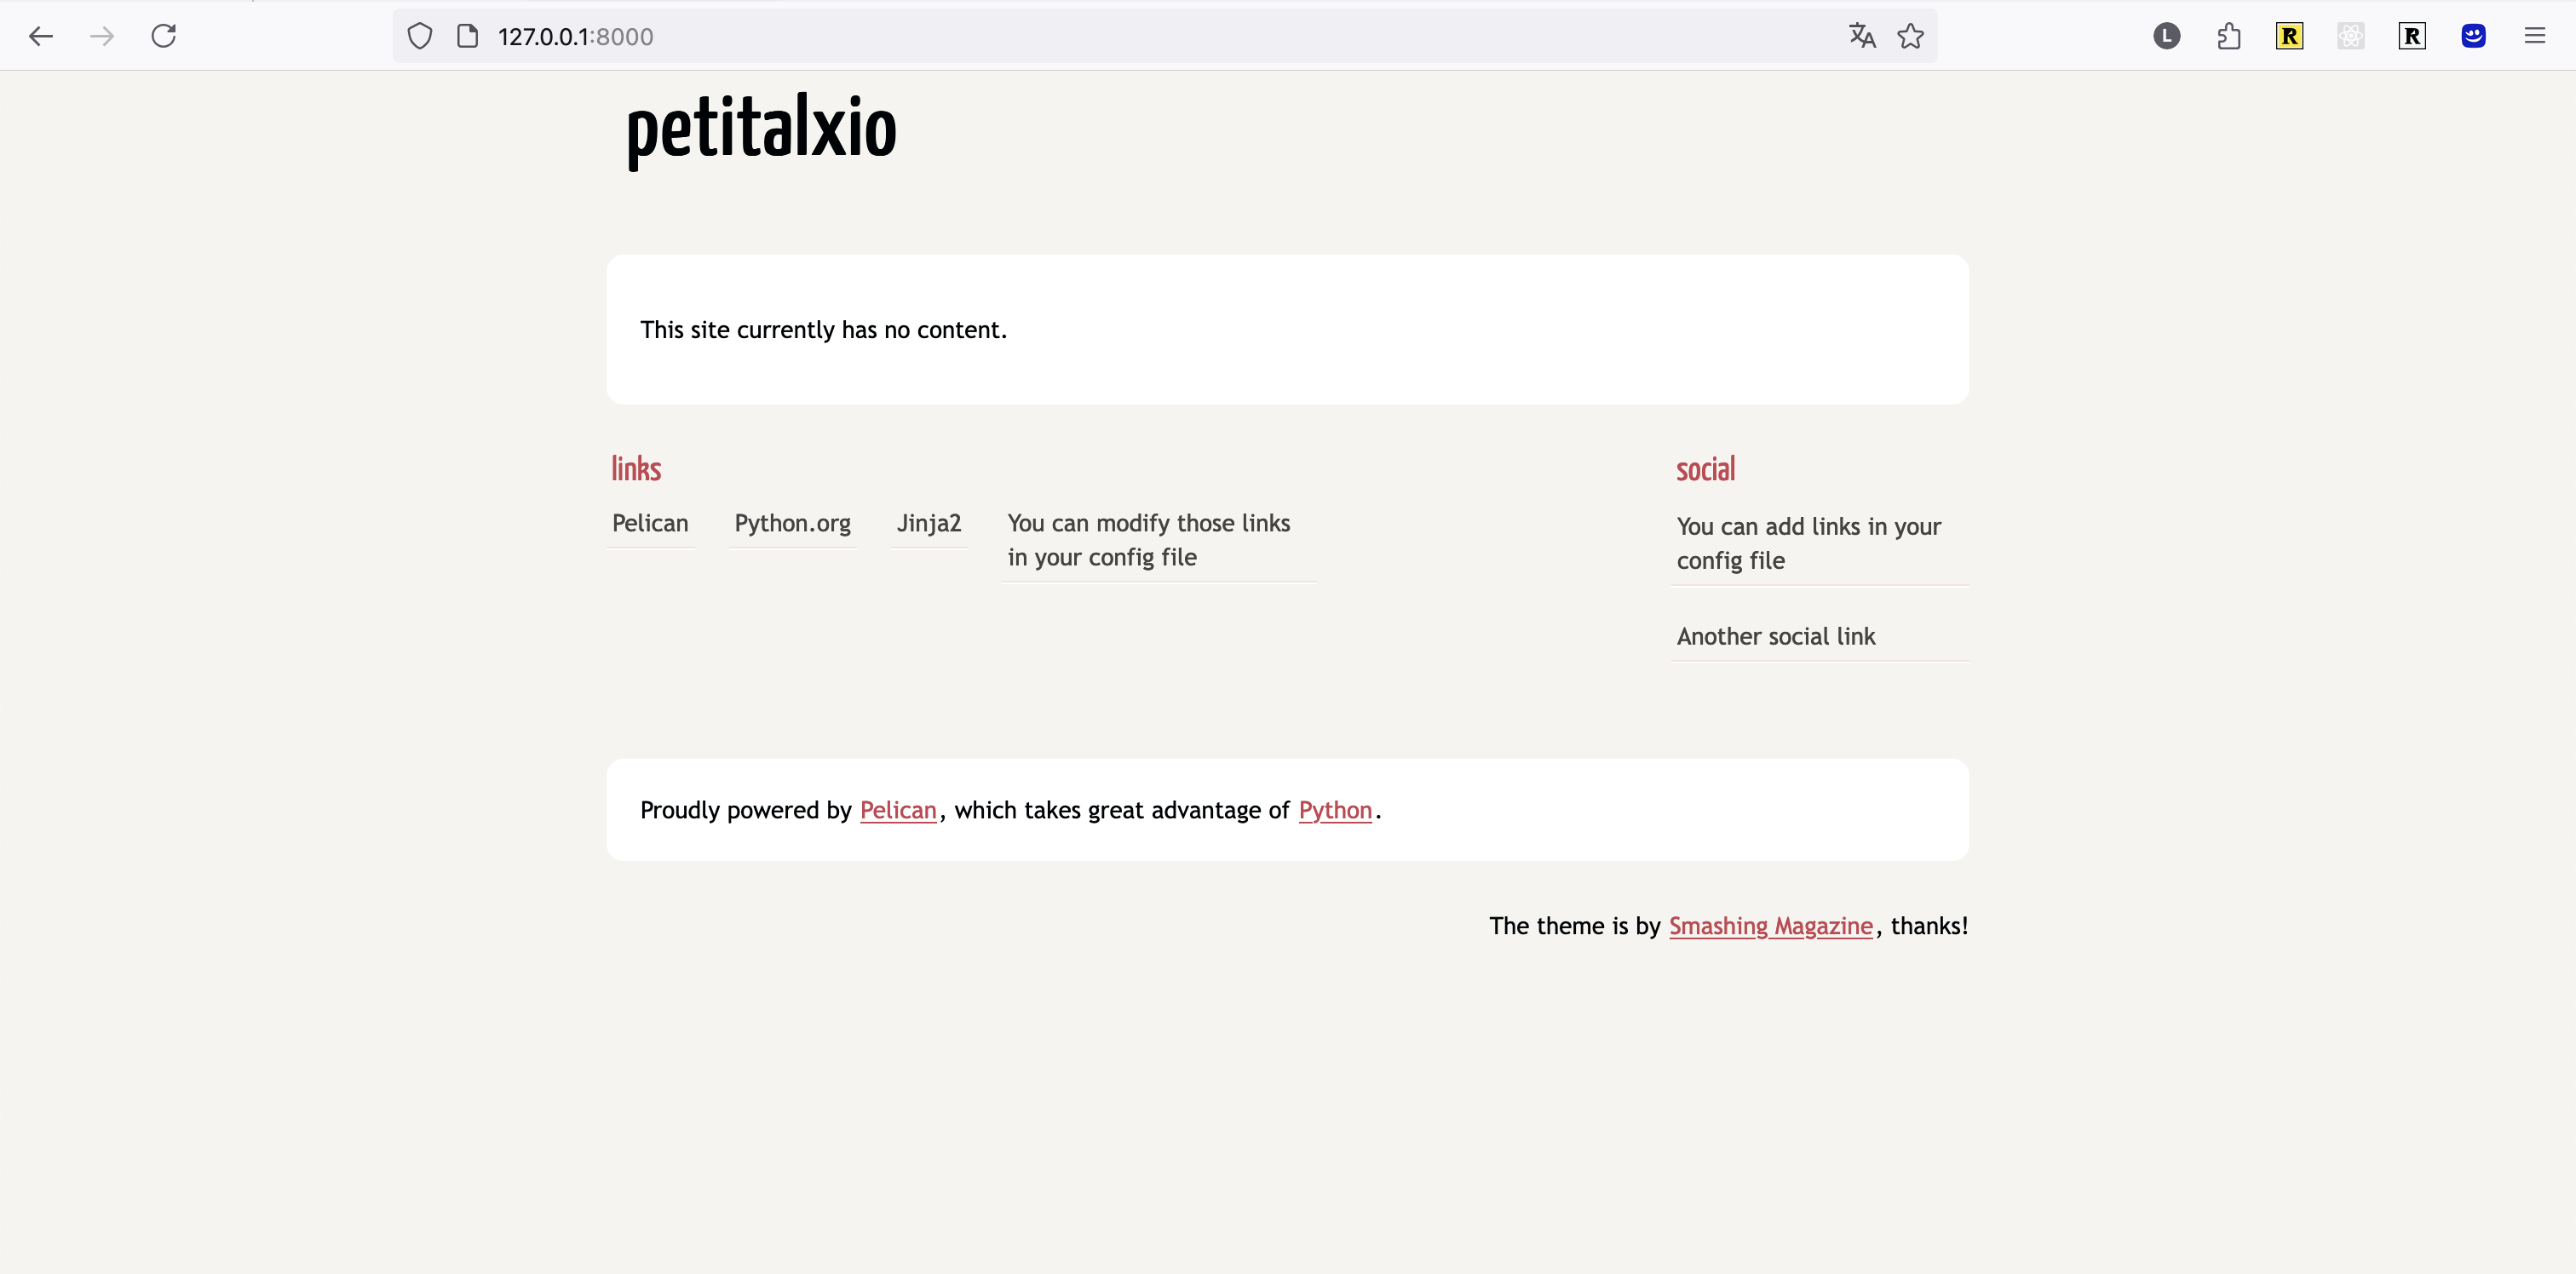 127.0.0.1:8000
L
R
R
petitalxio
This site currently has no content.
links
Pelican
Python.org
Jinja2
You can modify those links
in your config file
social
You can add links in your
config file
Another social link
Proudly powered by Pelican, which takes great advantage of Python.
The theme is by Smashing Magazine, thanks!